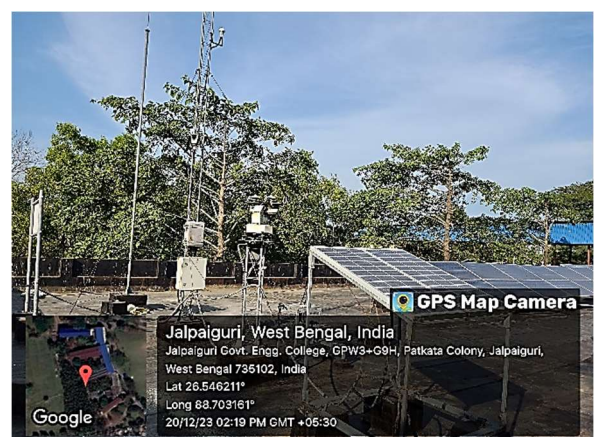 GPS Map Camera
Jalpaiguri, West Bengal, India
Jalpaiguri Govt. Engg. College, GPW3+G9H, Patkata Colony, Jalpaiguri,
West Bengal 735102, India
Lat 26.546211°
Long 88.703161°
20/12/23 02:19 PM GMT +05:30
Google